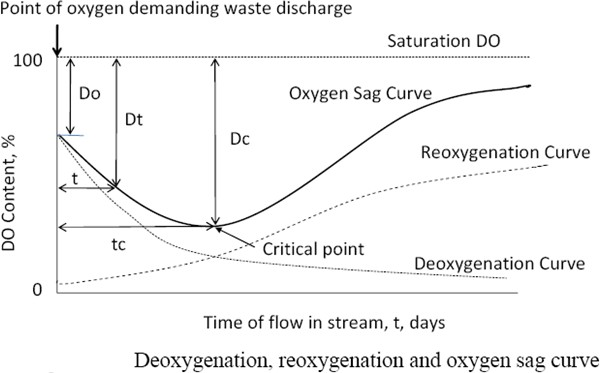 Point of oxygen demanding waste discharge
Saturation DO
100
Do
Dt
Dc
Oxygen Sag Curve
Reoxygenation Curve
DO Content, %
t
tc
Critical point
Deoxygenation Curve
0
Time of flow in stream, t, days
Deoxygenation, reoxygenation and oxygen sag curve